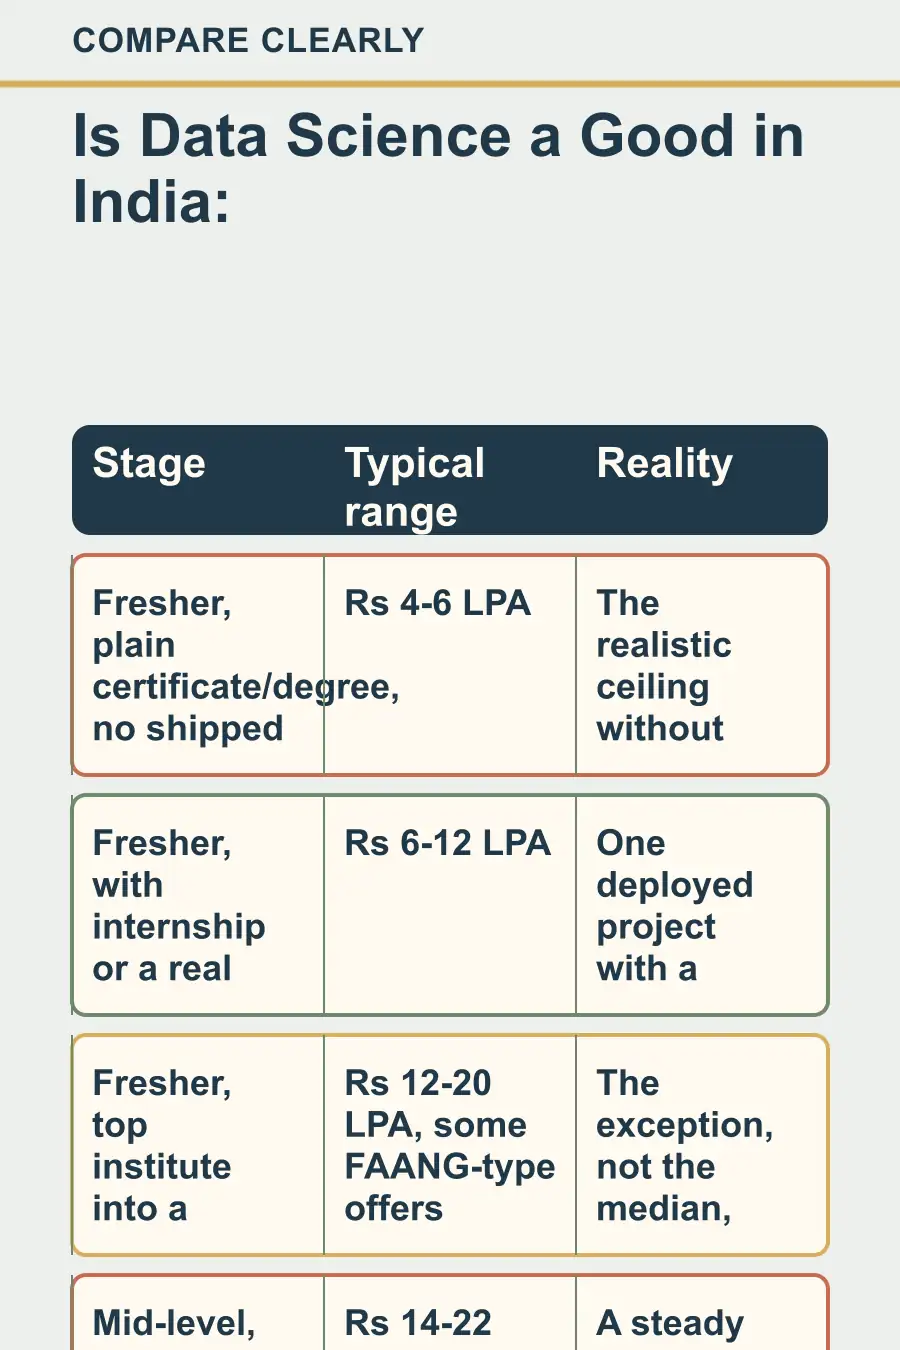 COMPARE CLEARLY
Is Data Science a Good in
India:
Stage
Typical
range
Reality
Fresher,
plain
certificate/degree,
no shipped
Rs 4-6 LPA
The
realistic
ceiling
without
Fresher,
with
internship
or a real
Rs 6-12 LPA
One
deployed
project
with a
Fresher,
top
institute
into a
Rs 12-20
LPA, some
FAANG-type
offers
The
exception,
not the
median,
Mid-level,
Rs 14-22
A steady